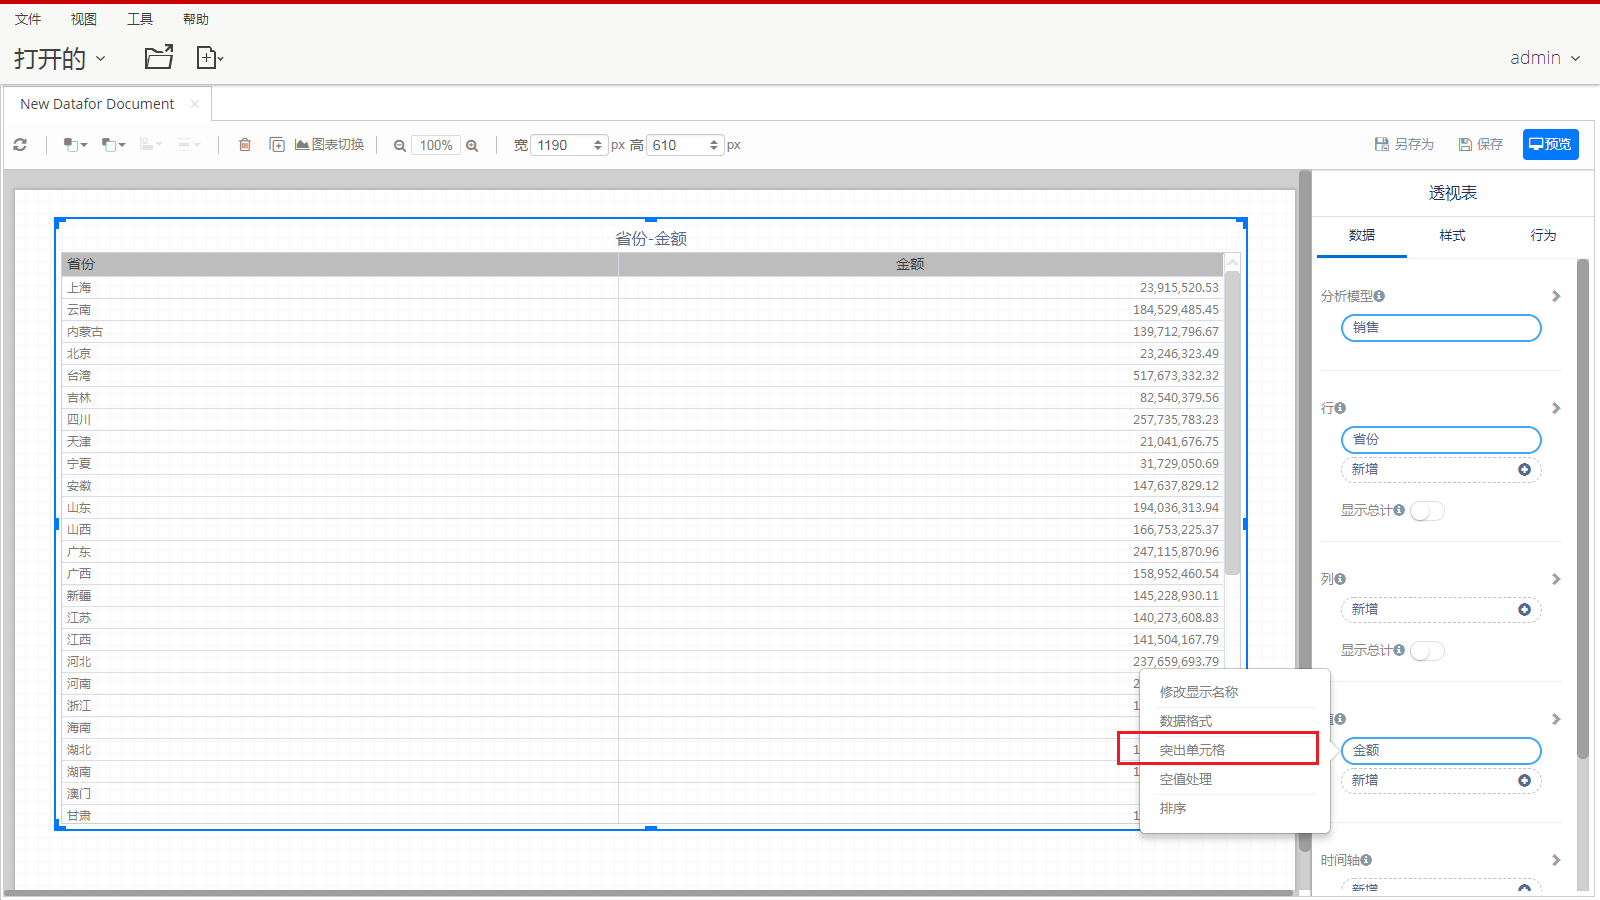 文件 视图 工具 帮助
打开的
admin
New Datafor Document ×
图表切换 100% 宽 1190 px 高 610 px 另存为 保存 预览
透视表
数据 样式 行为
省份-金额
省份 金额
上海 23,915,520.53
云南 184,529,485.45
内蒙古 139,712,796.67
北京 23,246,323.49
台湾 517,673,332.32
吉林 82,540,379.56
四川 257,735,783.23
天津 21,041,676.75
宁夏 31,729,050.69
安徽 147,637,829.12
山东 194,036,313.94
山西 166,753,225.37
广东 247,115,870.96
广西 158,952,460.54
新疆 145,228,930.11
江苏 140,273,608.83
江西 141,504,167.79
河北 237,659,693.79
河南 2
浙江 1
海南
湖北 1
湖南 1
澳门
甘肃 1
修改显示名称
数据格式
突出单元格
空值处理
排序
分析模型
销售
行
省份
新增
显示总计
列
新增
显示总计
金额
新增
时间轴
新增